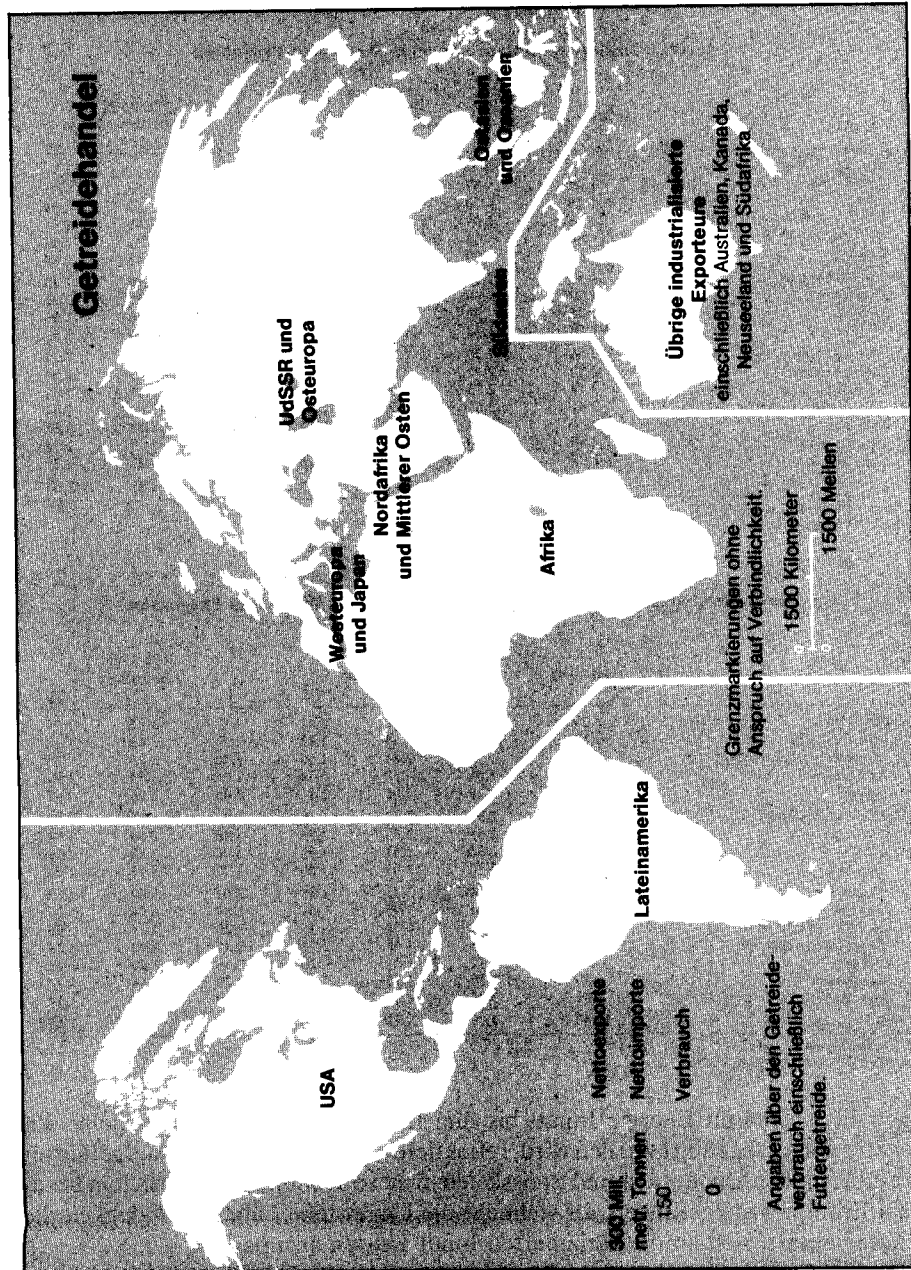 Getreidehandel
USA
Westeuropa
und Japan
UdSSR und
Osteuropa
Nordafrika
und Mittlerer Osten
Afrika
Südasien
Ostasien
und Ozeanien
Lateinamerika
Übrige industrialisierte
Exporteure
einschließlich Australien, Kanada,
Neuseeland und Südafrika
300 Mill.
metr. Tonnen
150
0
Nettoexporte
Nettoimporte
Verbrauch
Angaben über den Getreide-
verbrauch einschließlich
Futtergetreide.
Grenzmarkierungen ohne
Anspruch auf Verbindlichkeit.
1500 Kilometer
1500 Meilen